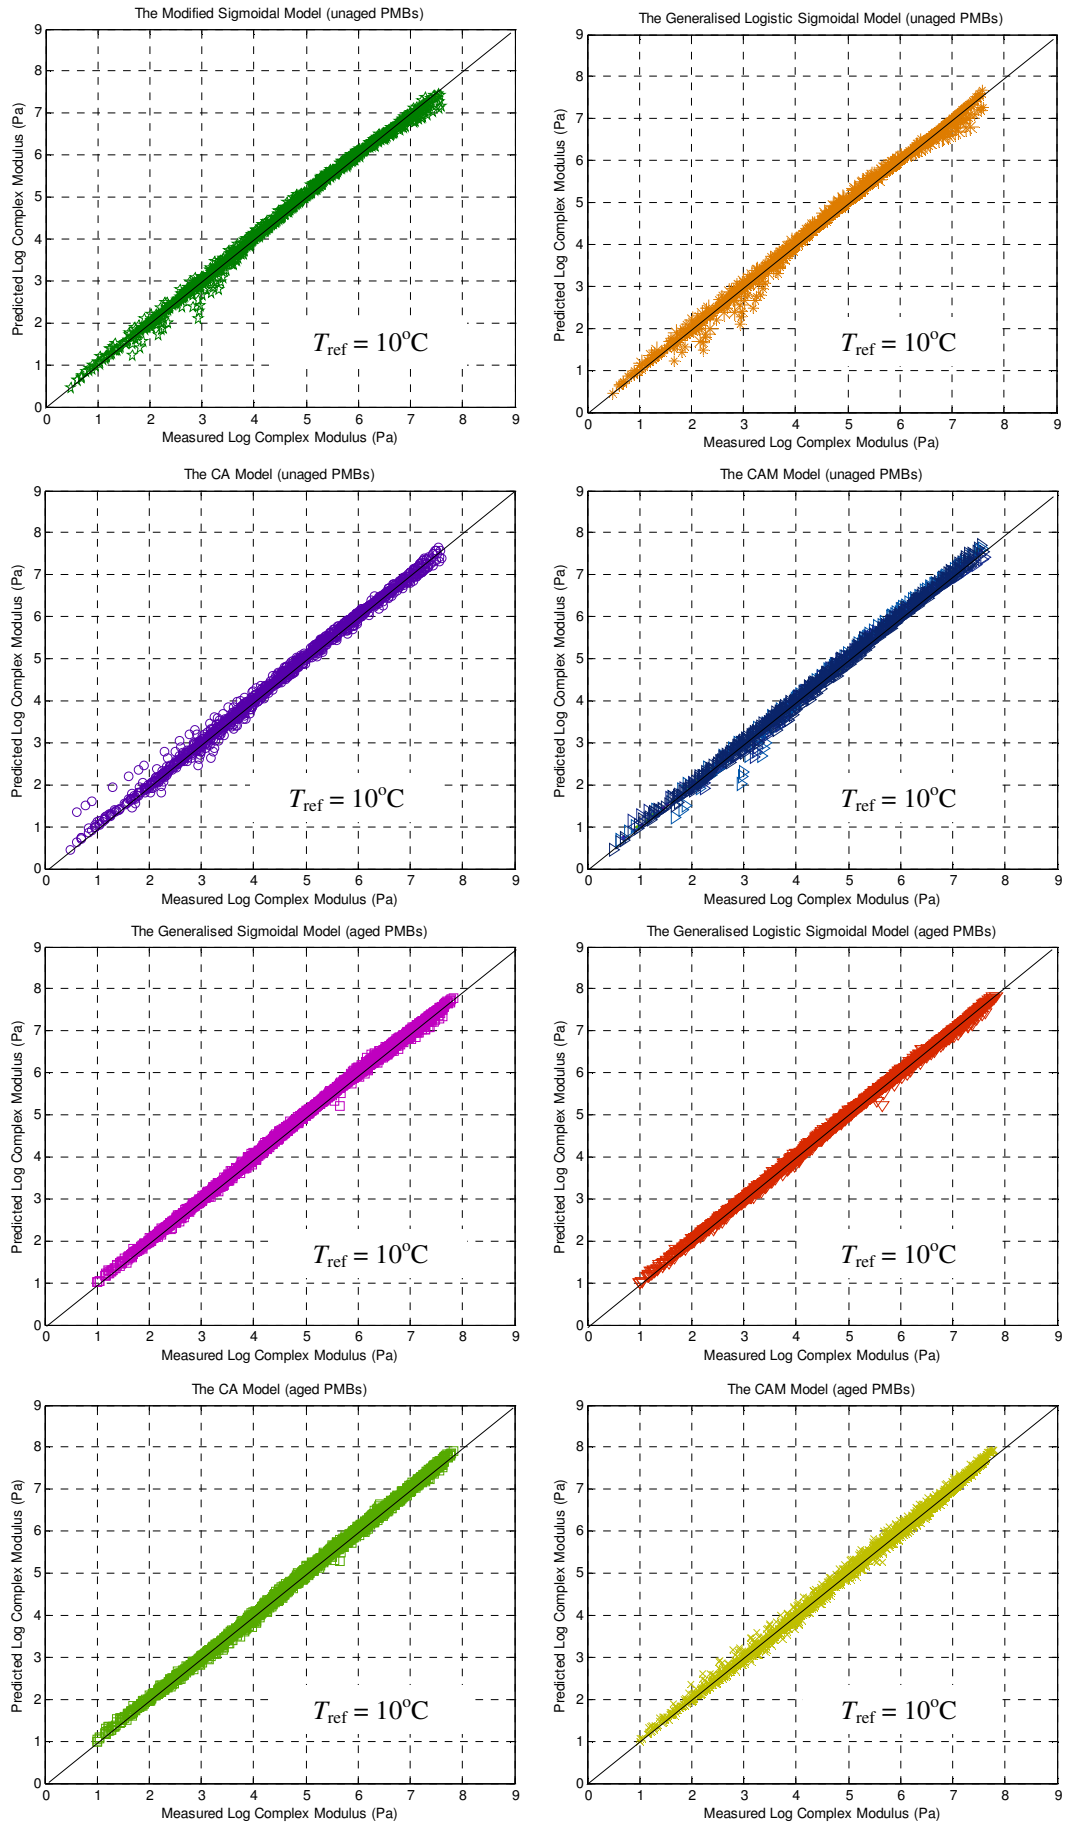 The Modified Sigmoidal Model (unaged PMBs)
9
8
7
6
5
4
3
2
1
0
Predicted Log Complex Modulus (Pa)
T_ref = 10°C
0 1 2 3 4 5 6 7 8 9
Measured Log Complex Modulus (Pa)
The Generalised Logistic Sigmoidal Model (unaged PMBs)
9
8
7
6
5
4
3
2
1
0
Predicted Log Complex Modulus (Pa)
T_ref = 10°C
0 1 2 3 4 5 6 7 8 9
Measured Log Complex Modulus (Pa)
The CA Model (unaged PMBs)
9
8
7
6
5
4
3
2
1
0
Predicted Log Complex Modulus (Pa)
T_ref = 10°C
0 1 2 3 4 5 6 7 8 9
Measured Log Complex Modulus (Pa)
The CAM Model (unaged PMBs)
9
8
7
6
5
4
3
2
1
0
Predicted Log Complex Modulus (Pa)
T_ref = 10°C
0 1 2 3 4 5 6 7 8 9
Measured Log Complex Modulus (Pa)
The Generalised Sigmoidal Model (aged PMBs)
9
8
7
6
5
4
3
2
1
0
Predicted Log Complex Modulus (Pa)
T_ref = 10°C
0 1 2 3 4 5 6 7 8 9
Measured Log Complex Modulus (Pa)
The Generalised Logistic Sigmoidal Model (aged PMBs)
9
8
7
6
5
4
3
2
1
0
Predicted Log Complex Modulus (Pa)
T_ref = 10°C
0 1 2 3 4 5 6 7 8 9
Measured Log Complex Modulus (Pa)
The CA Model (aged PMBs)
9
8
7
6
5
4
3
2
1
0
Predicted Log Complex Modulus (Pa)
T_ref = 10°C
0 1 2 3 4 5 6 7 8 9
Measured Log Complex Modulus (Pa)
The CAM Model (aged PMBs)
9
8
7
6
5
4
3
2
1
0
Predicted Log Complex Modulus (Pa)
T_ref = 10°C
0 1 2 3 4 5 6 7 8 9
Measured Log Complex Modulus (Pa)